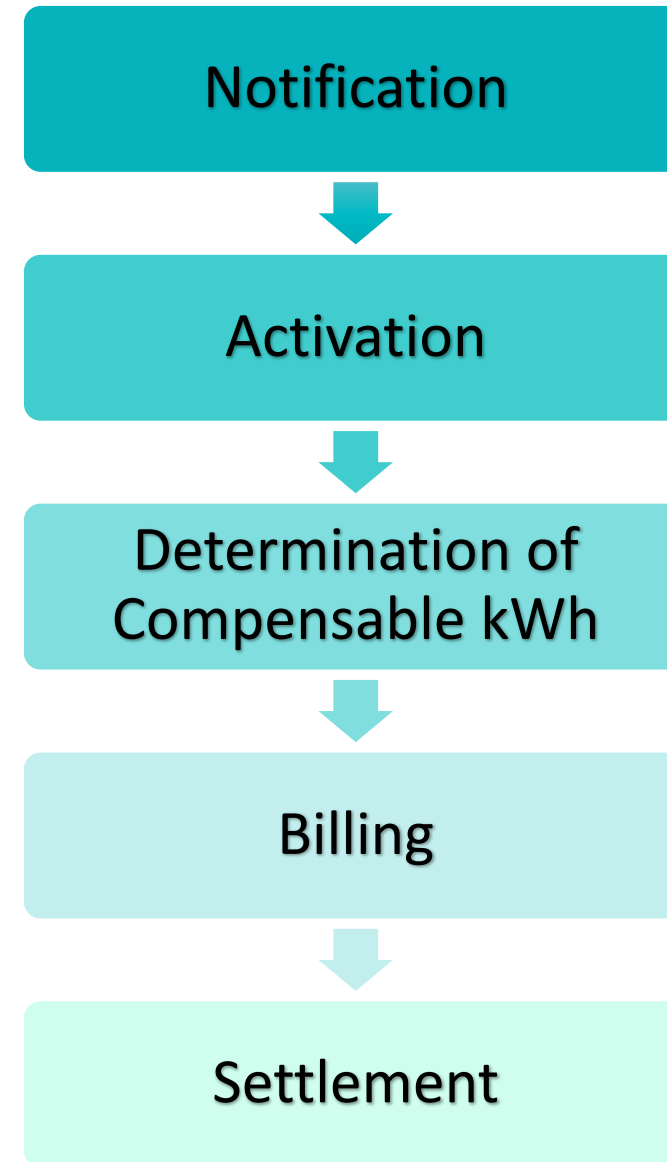 Notification
Activation
Determination of
Compensable kWh
Billing
Settlement